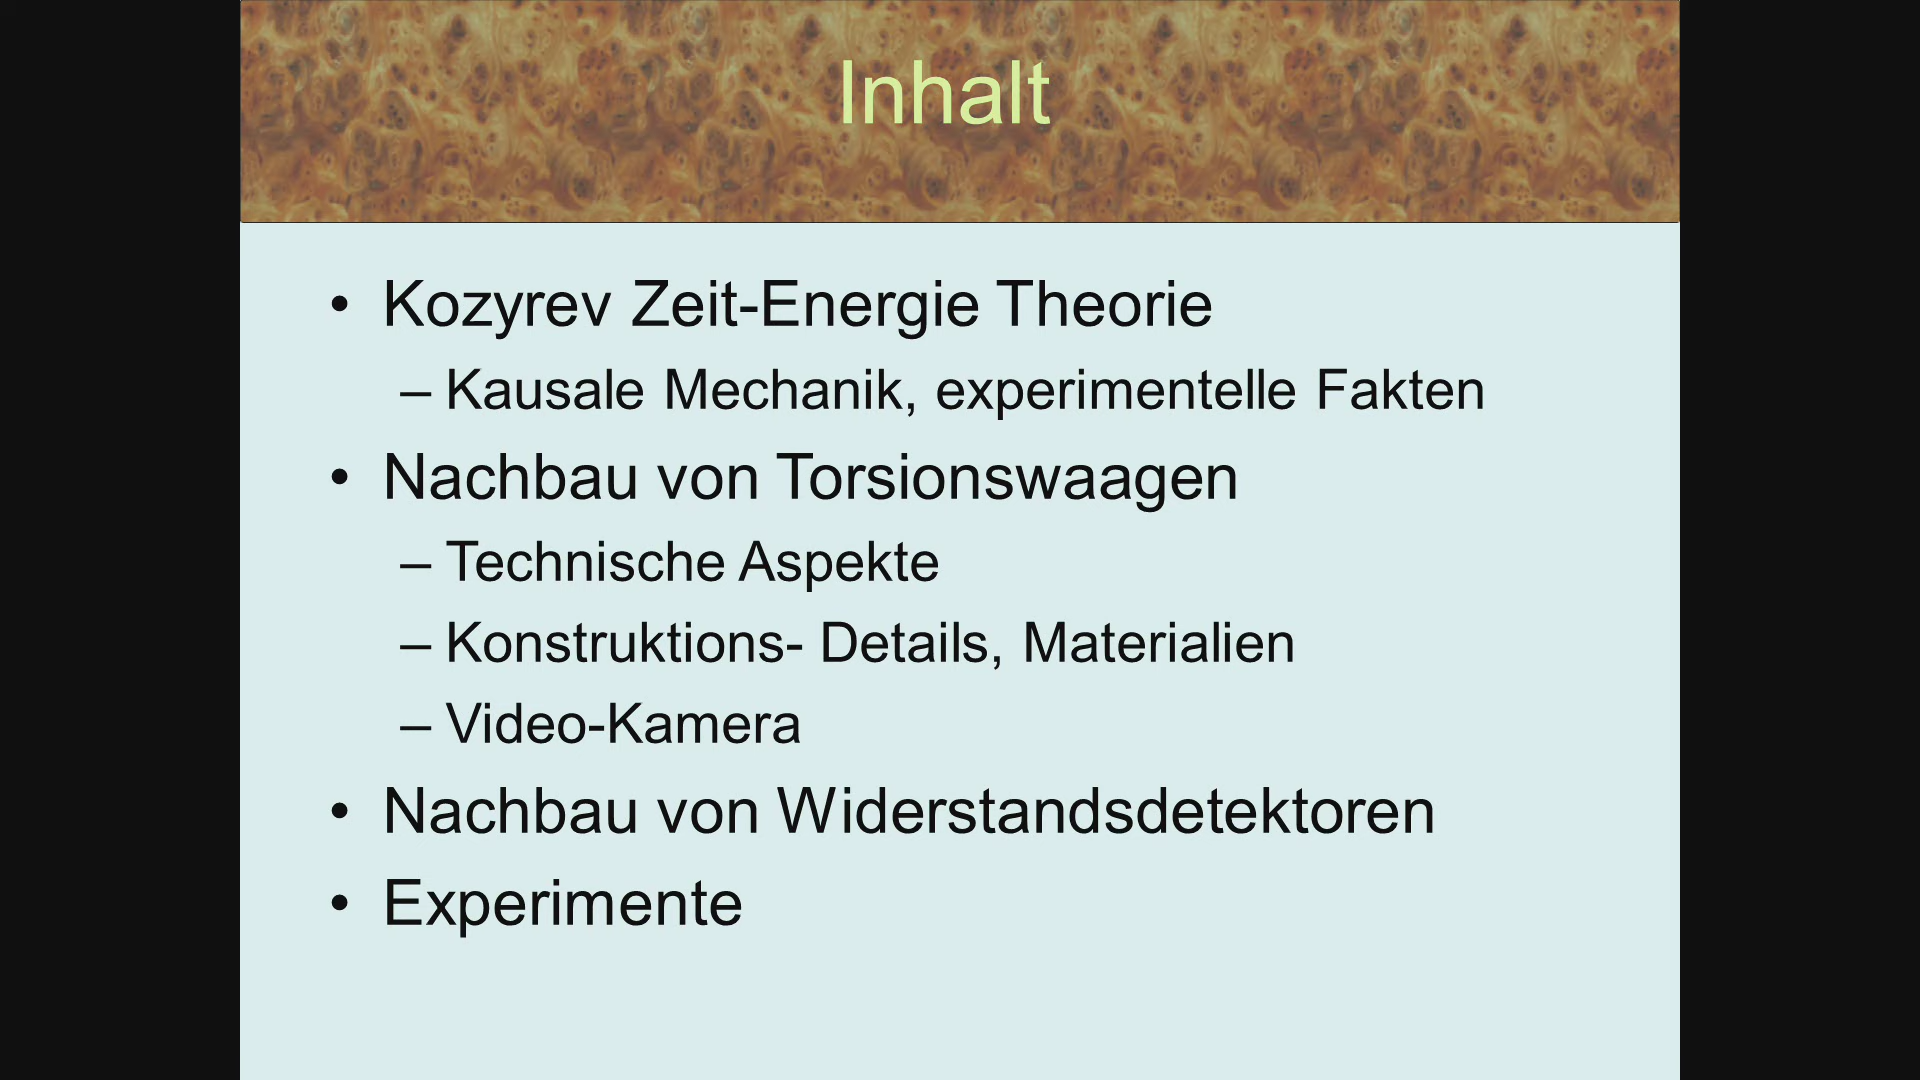 Inhalt
• Kozyrev Zeit-Energie Theorie
– Kausale Mechanik, experimentelle Fakten
• Nachbau von Torsionswaagen
– Technische Aspekte
– Konstruktions- Details, Materialien
– Video-Kamera
• Nachbau von Widerstandsdetektoren
• Experimente